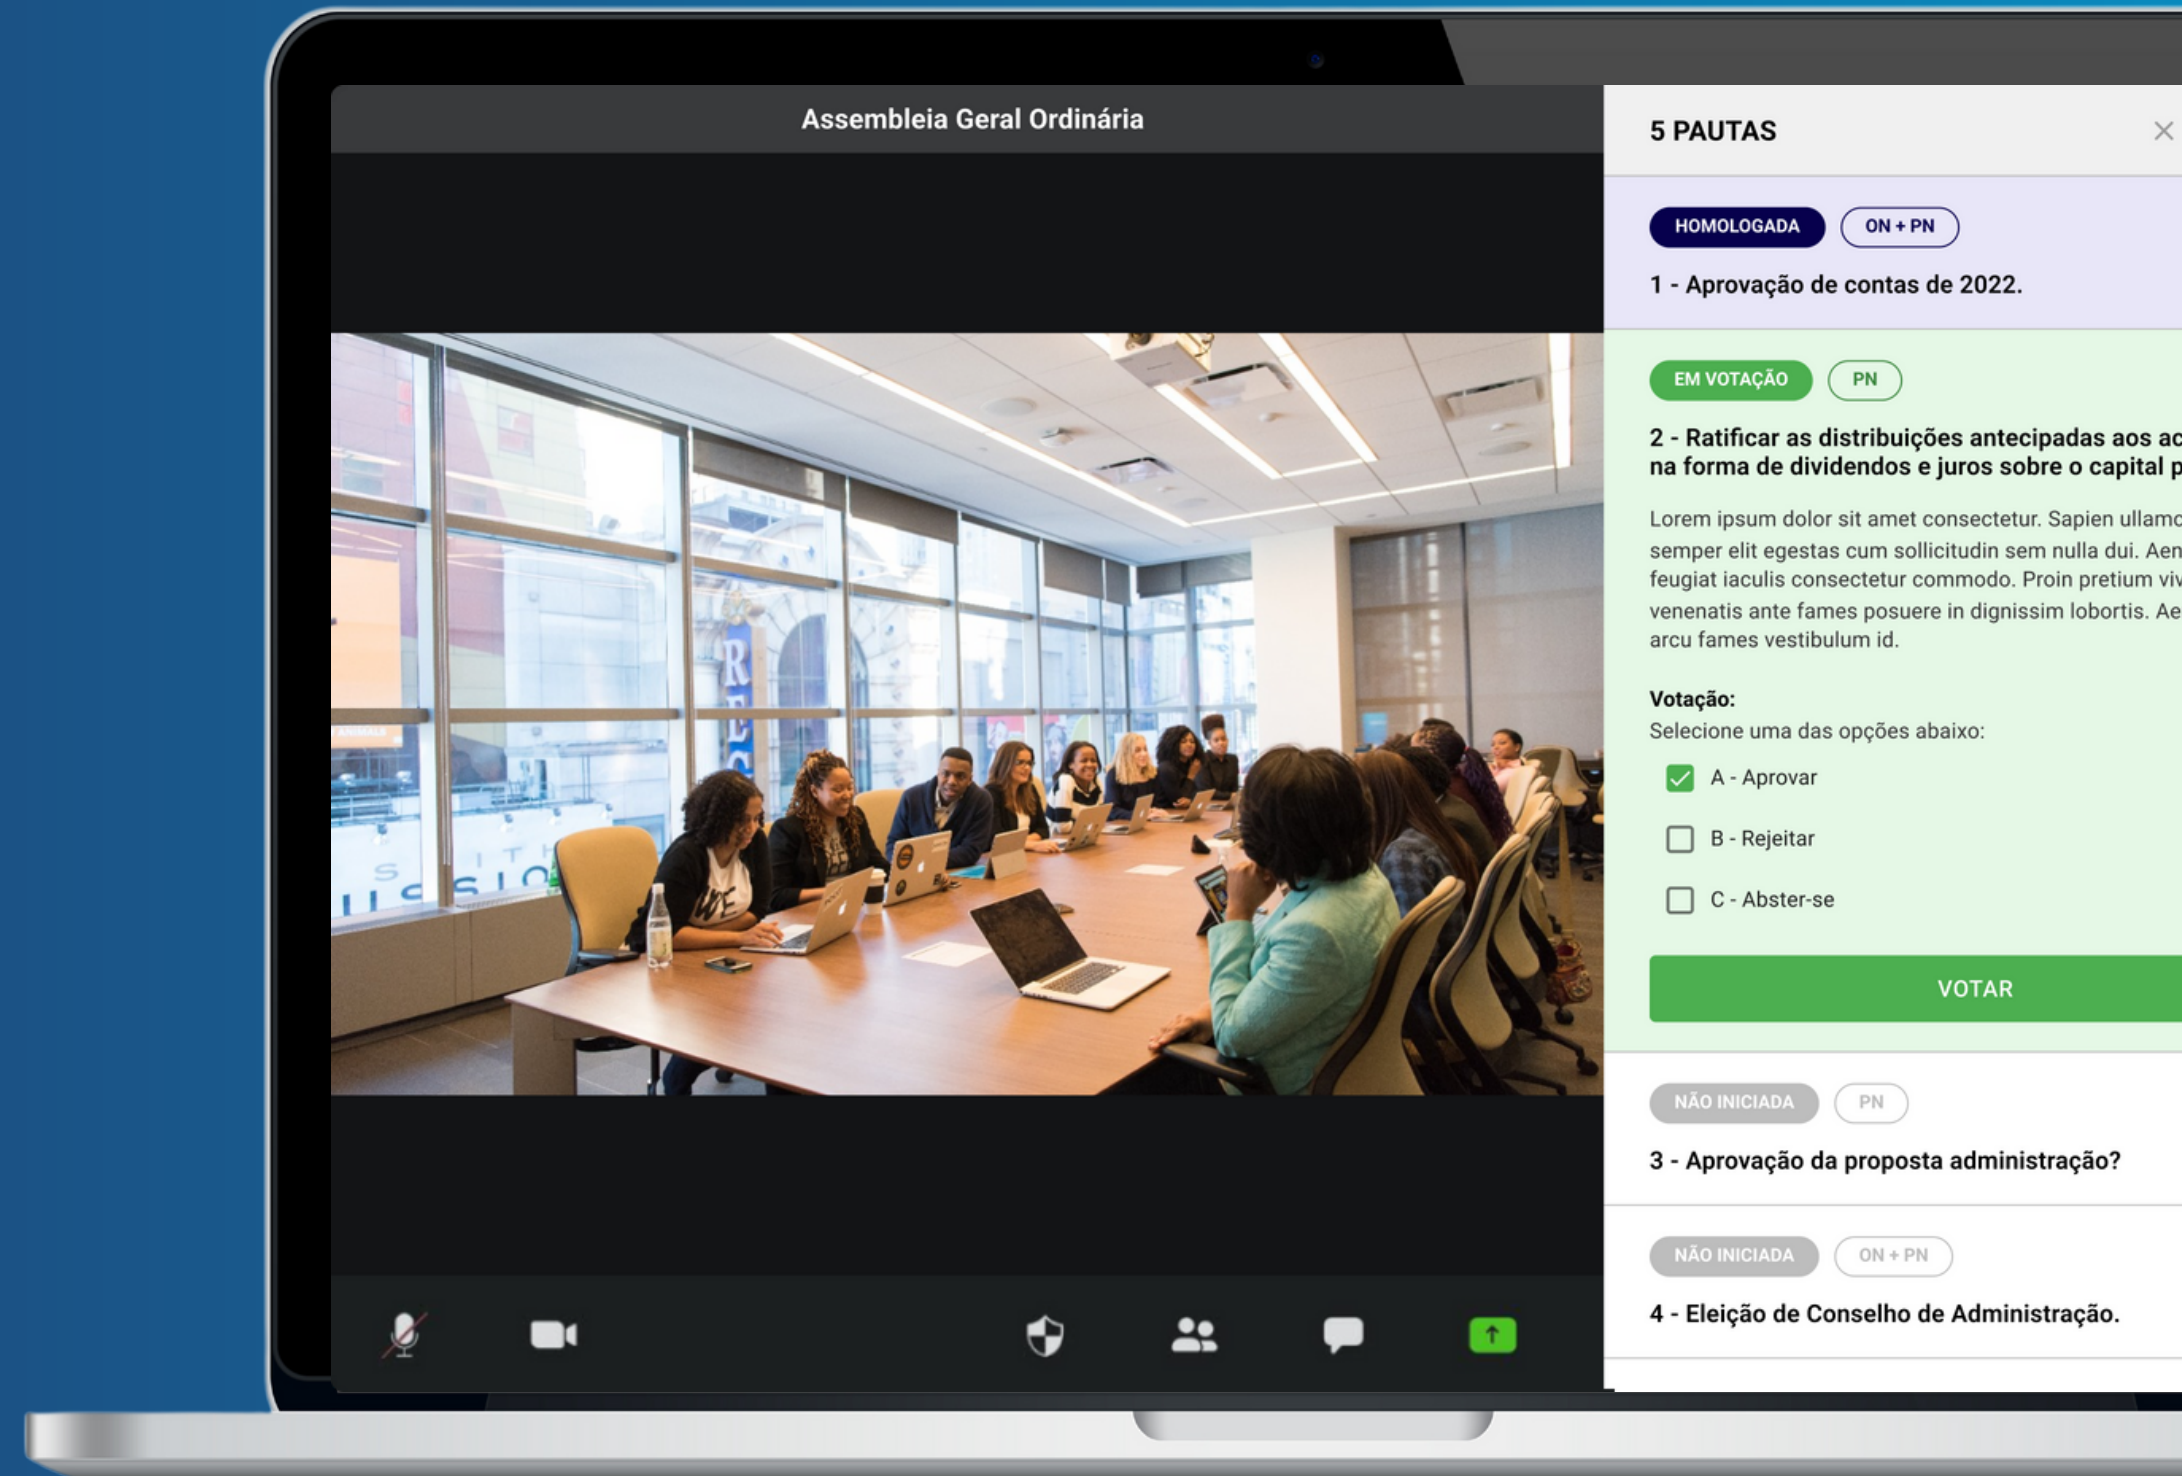 Assembleia Geral Ordinária
5 PAUTAS
HOMOLOGADA
ON + PN
1 - Aprovação de contas de 2022.
EM VOTAÇÃO
PN
2 - Ratificar as distribuições antecipadas aos
na forma de dividendos e juros sobre o capital
Lorem ipsum dolor sit amet consectetur. Sapien
semper elit egestas cum sollicitudin sem nulla dui.
feugiat iaculis consectetur commodo. Proin pretium
venenatis ante fames posuere in dignissim lobortis.
arcu fames vestibulum id.
Votação:
Selecione uma das opções abaixo:
A - Aprovar
B - Rejeitar
C - Abster-se
VOTAR
NÃO INICIADA
PN
3 - Aprovação da proposta administração?
NÃO INICIADA
ON + PN
4 - Eleição de Conselho de Administração.
ANIMALS
WE